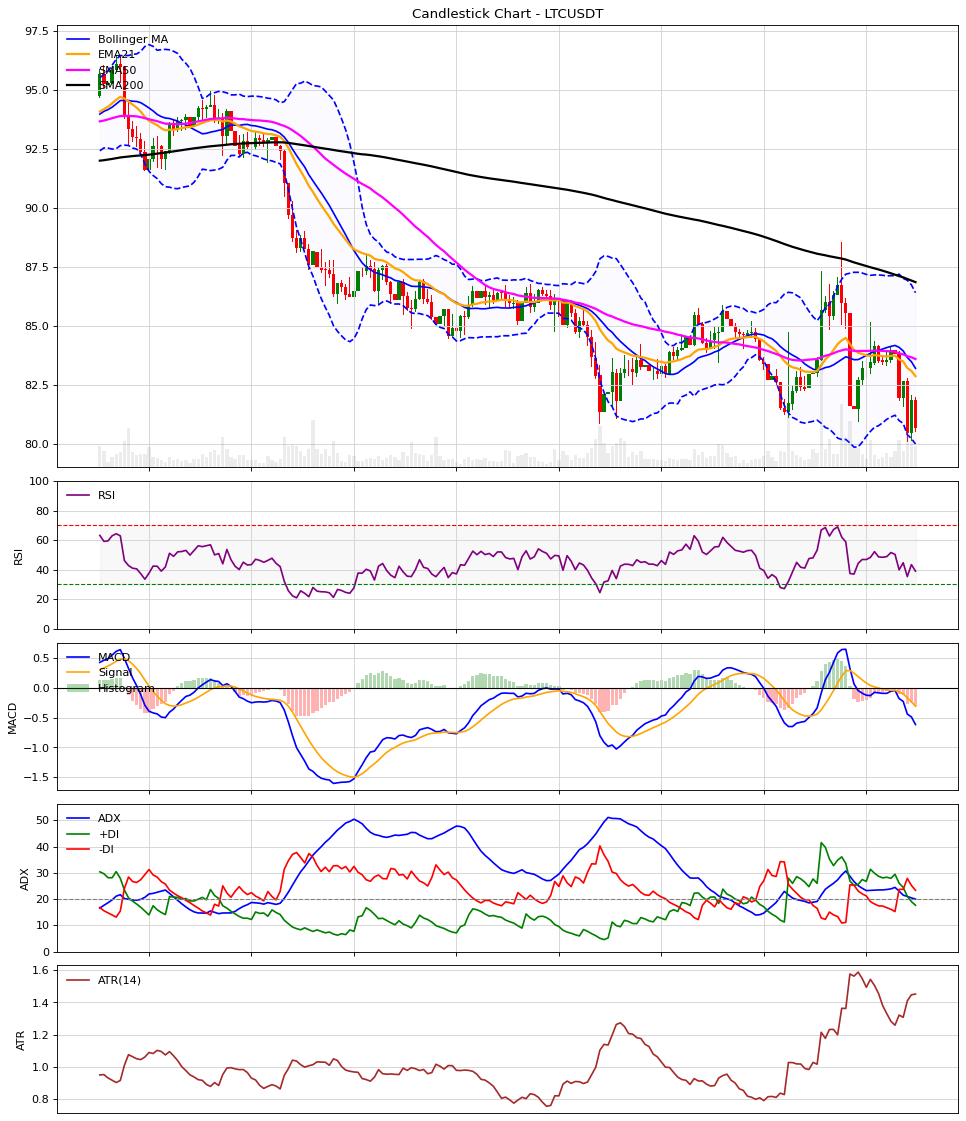 Candlestick Chart - LTCUSDT
97.5
95.0
92.5
90.0
87.5
85.0
82.5
80.0
Bollinger MA
EMA21
SMA50
SMA200
100
80
60
40
20
0
RSI
RSI
0.5
0.0
−0.5
−1.0
−1.5
MACD
MACD
Signal
Histogram
50
40
30
20
10
0
ADX
ADX
+DI
-DI
1.6
1.4
1.2
1.0
0.8
ATR
ATR(14)